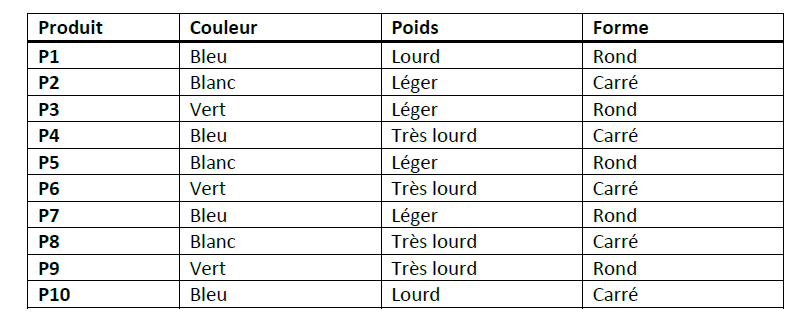 Produit Couleur Poids Forme
P1 Bleu Lourd Rond
P2 Blanc Léger Carré
P3 Vert Léger Rond
P4 Bleu Très lourd Carré
P5 Blanc Léger Rond
P6 Vert Très lourd Carré
P7 Bleu Léger Rond
P8 Blanc Très lourd Carré
P9 Vert Très lourd Rond
P10 Bleu Lourd Carré